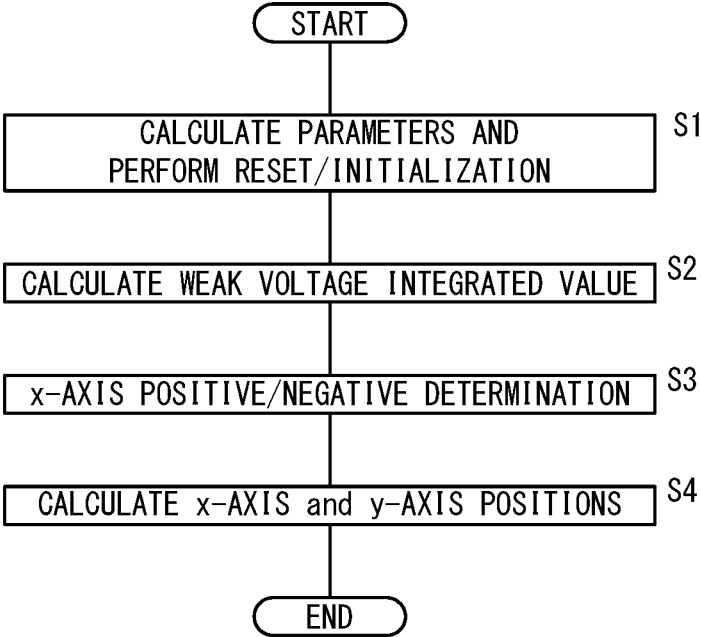 START
S1
CALCULATE PARAMETERS AND
PERFORM RESET/INITIALIZATION
S2
CALCULATE WEAK VOLTAGE INTEGRATED VALUE
S3
x-AXIS POSITIVE/NEGATIVE DETERMINATION
S4
CALCULATE x-AXIS and y-AXIS POSITIONS
END